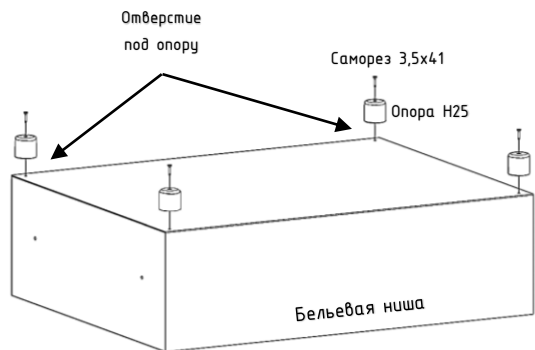 Отверстие
под опору
Саморез 3,5х41
Опора Н25
Бельевая ниша